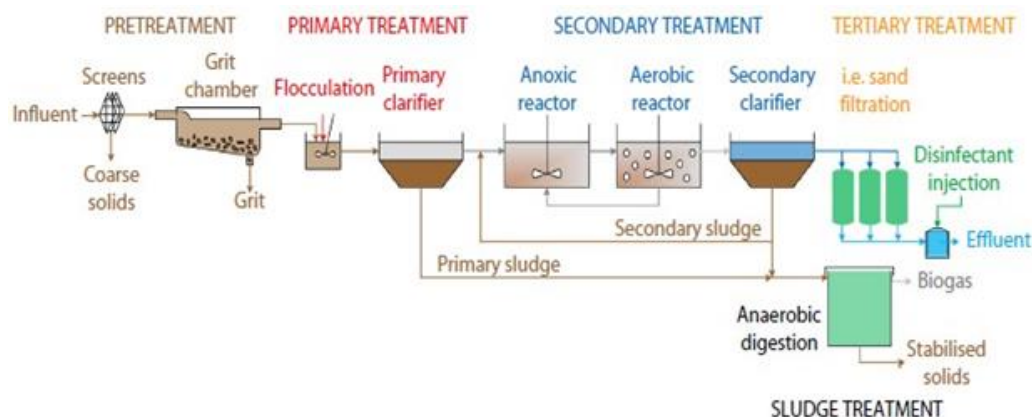 PRETREATMENT
PRIMARY TREATMENT
SECONDARY TREATMENT
TERTIARY TREATMENT
Screens
Grit
chamber
Flocculation
Primary
clarifier
Anoxic
reactor
Aerobic
reactor
Secondary
clarifier
i.e. sand
filtration
Influent
Coarse
solids
Grit
Disinfectant
injection
Effluent
Secondary sludge
Primary sludge
Biogas
Anaerobic
digestion
Stabilised
solids
SLUDGE TREATMENT